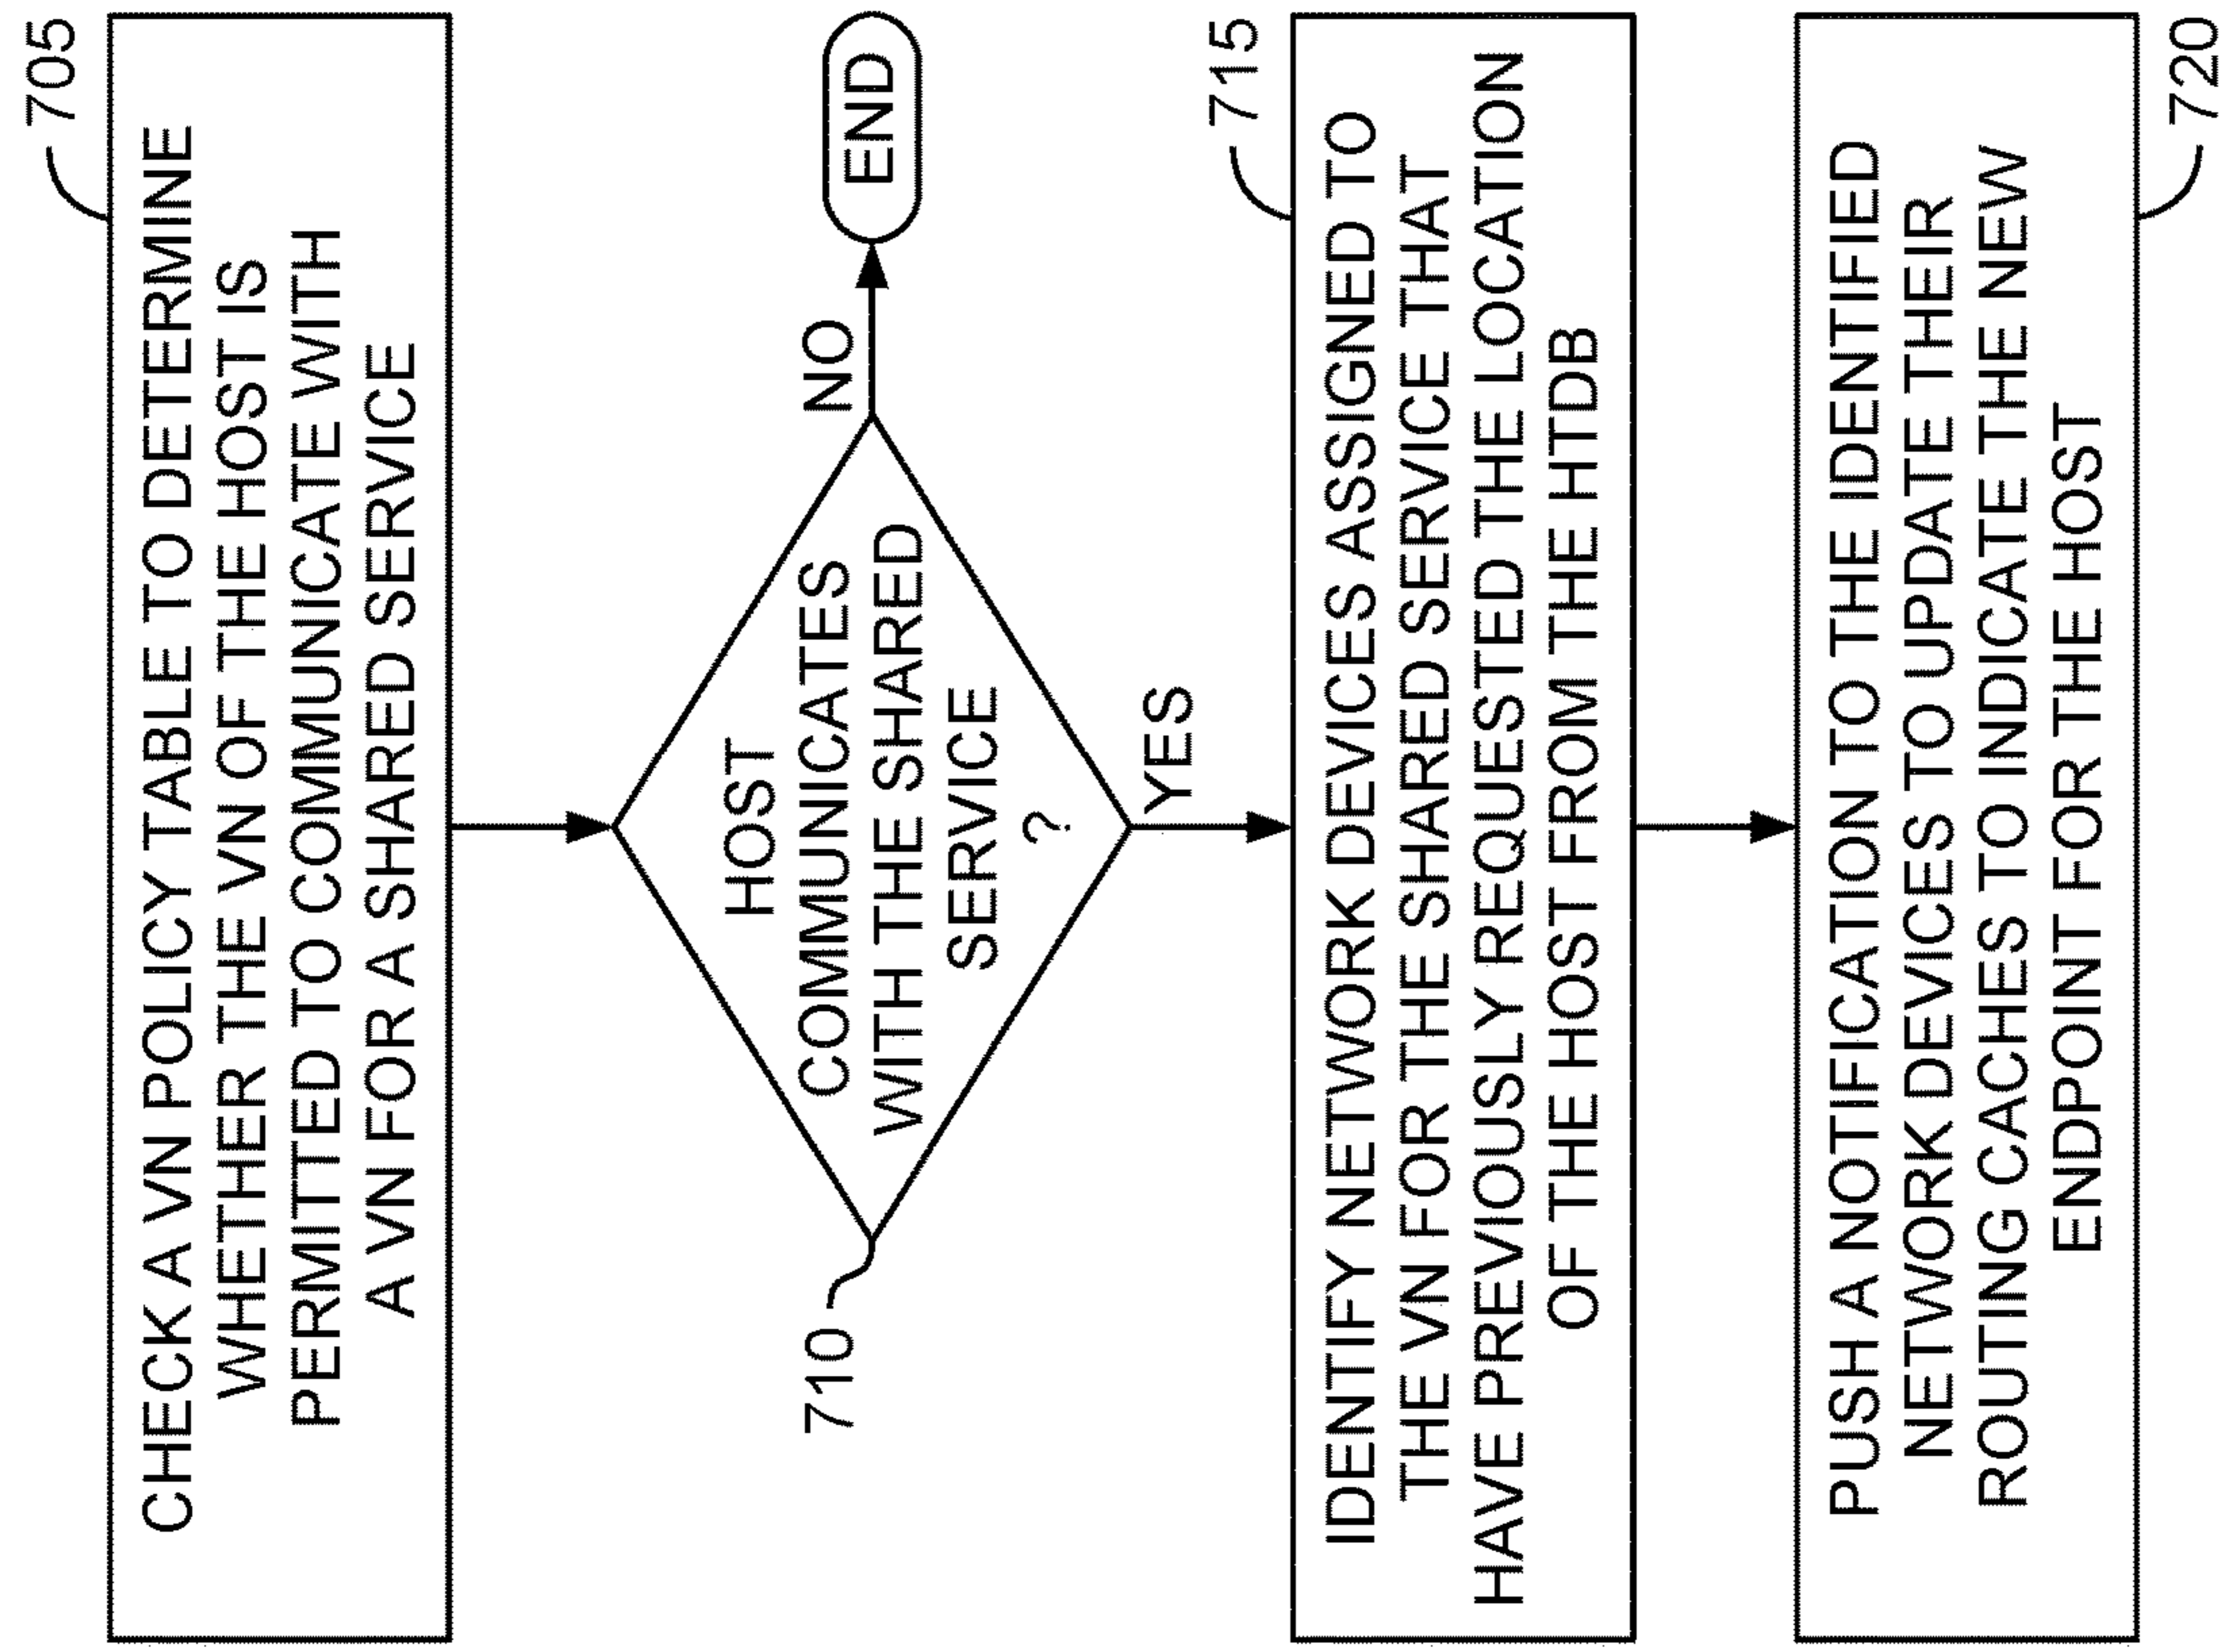 705
CHECK A VN POLICY TABLE TO DETERMINE
WHETHER THE VN OF THE HOST IS
PERMITTED TO COMMUNICATE WITH
A VN FOR A SHARED SERVICE
710
HOST
COMMUNICATES
WITH THE SHARED
SERVICE
?
NO
END
YES
715
IDENTIFY NETWORK DEVICES ASSIGNED TO
THE VN FOR THE SHARED SERVICE THAT
HAVE PREVIOUSLY REQUESTED THE LOCATION
OF THE HOST FROM THE HTDB
PUSH A NOTIFICATION TO THE IDENTIFIED
NETWORK DEVICES TO UPDATE THEIR
ROUTING CACHES TO INDICATE THE NEW
ENDPOINT FOR THE HOST
720